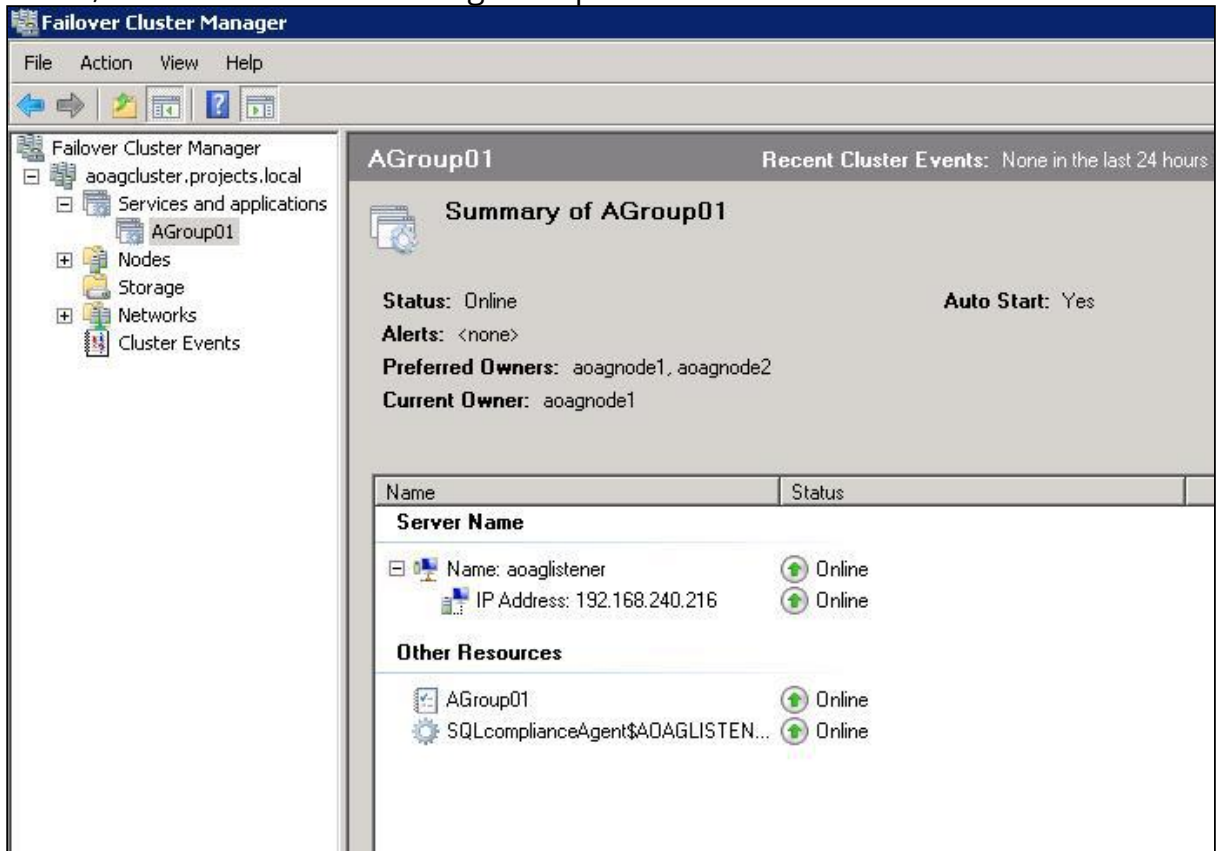 Failover Cluster Manager
File Action View Help
Failover Cluster Manager
aoagcluster.projects.local
Services and applications
AGroup01
Nodes
Storage
Networks
Cluster Events
AGroup01 Recent Cluster Events: None in the last 24 hours
Summary of AGroup01
Status: Online Auto Start: Yes
Alerts: <none>
Preferred Owners: aoagnode1, aoagnode2
Current Owner: aoagnode1
Name Status
Server Name
Name: aoaglistener Online
IP Address: 192.168.240.216 Online
Other Resources
AGroup01 Online
SQLcomplianceAgent$AOAGLISTEN... Online